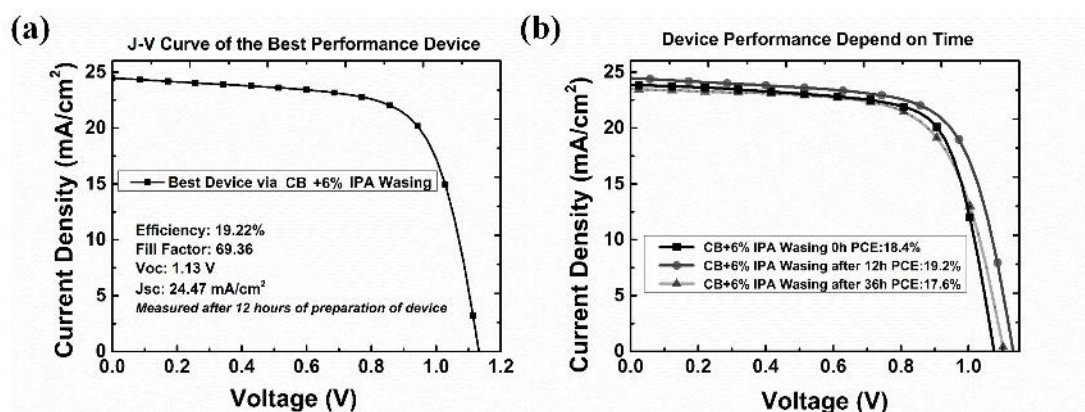 (a)
J-V Curve of the Best Performance Device
25
20
15
10
5
0
Current Density (mA/cm²)
Best Device via CB +6% IPA Wasing
Efficiency: 19.22%
Fill Factor: 69.36
Voc: 1.13 V
Jsc: 24.47 mA/cm²
Measured after 12 hours of preparation of device
0.0 0.2 0.4 0.6 0.8 1.0 1.2
Voltage (V)
(b)
Device Performance Depend on Time
25
20
15
10
5
0
Current Density (mA/cm²)
CB+6% IPA Wasing 0h PCE:18.4%
CB+6% IPA Wasing after 12h PCE:19.2%
CB+6% IPA Wasing after 36h PCE:17.6%
0.0 0.2 0.4 0.6 0.8 1.0
Voltage (V)